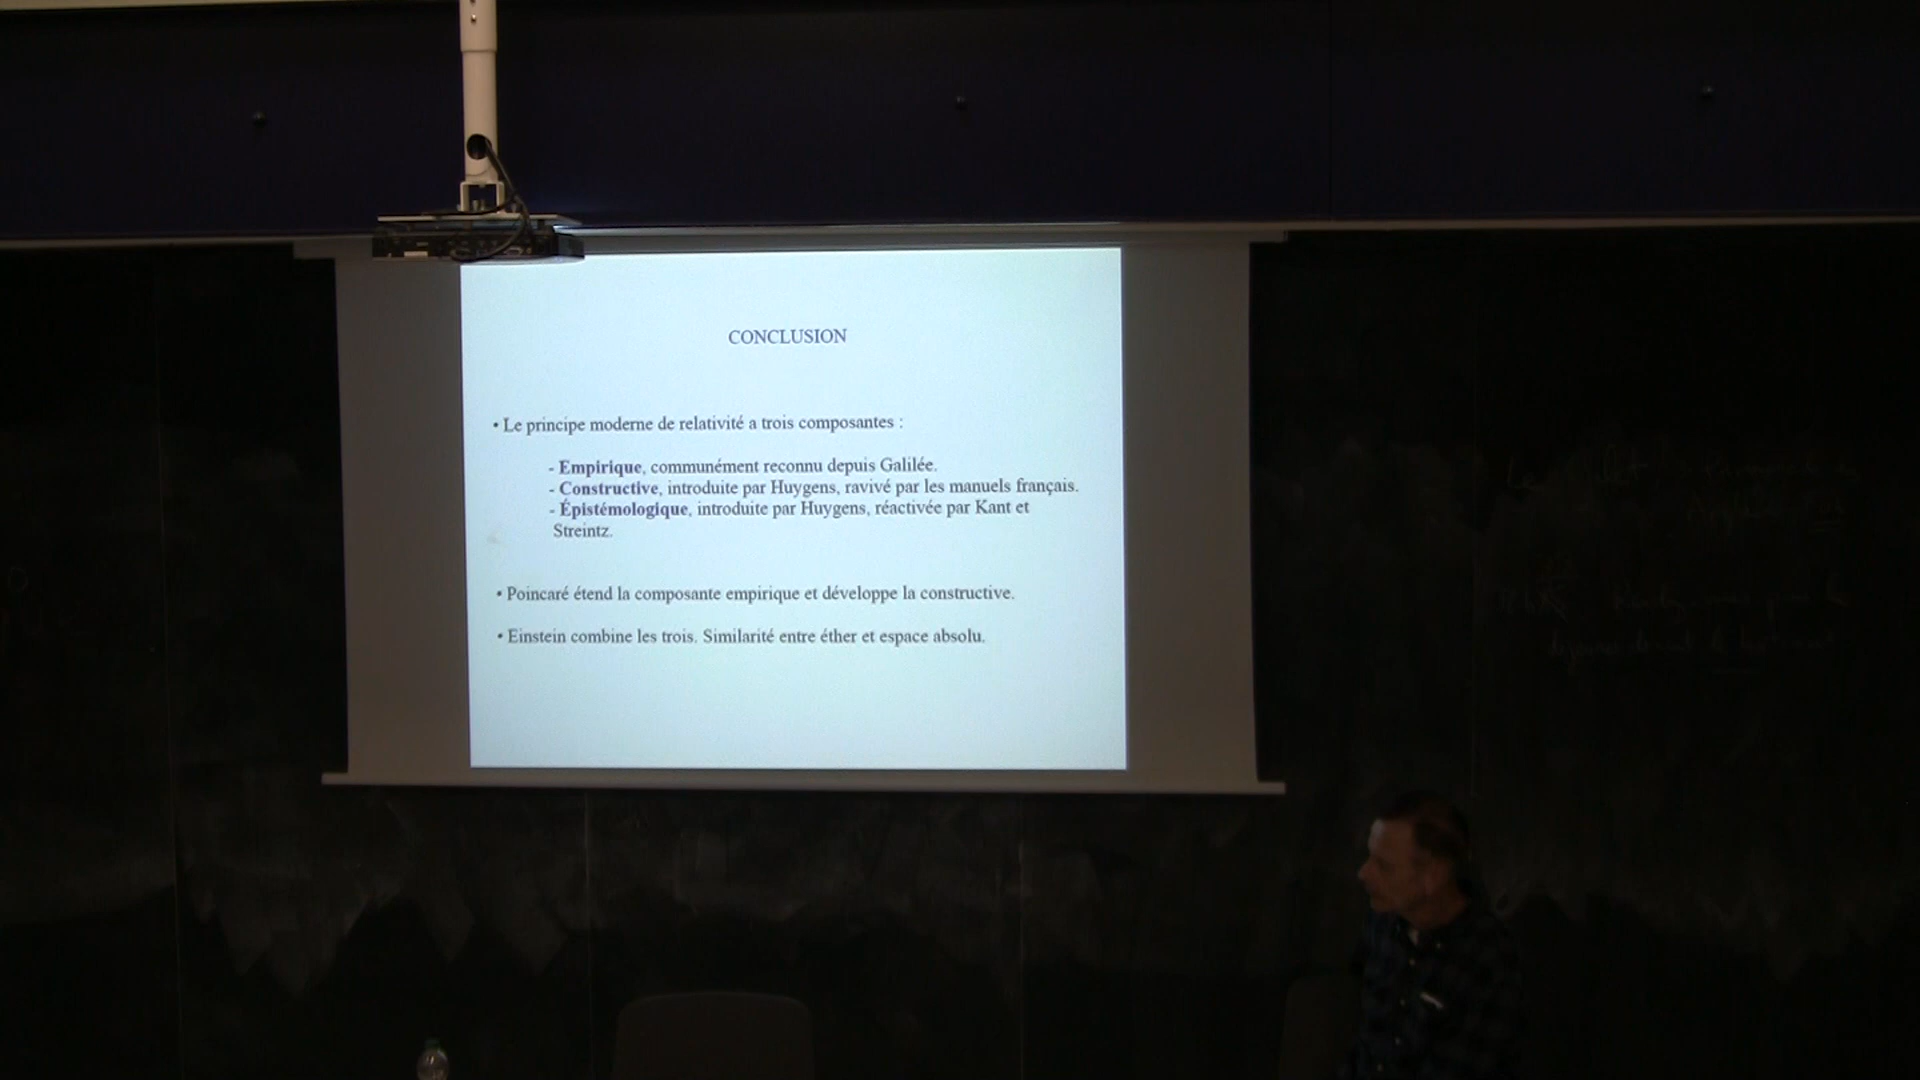 CONCLUSION
• Le principe moderne de relativité a trois composantes :
- Empirique, communément reconnu depuis Galilée.
- Constructive, introduite par Huygens, ravivé par les manuels français.
- Épistémologique, introduite par Huygens, réactivée par Kant et
Streintz.
• Poincaré étend la composante empirique et développe la constructive.
• Einstein combine les trois. Similarité entre éther et espace absolu.